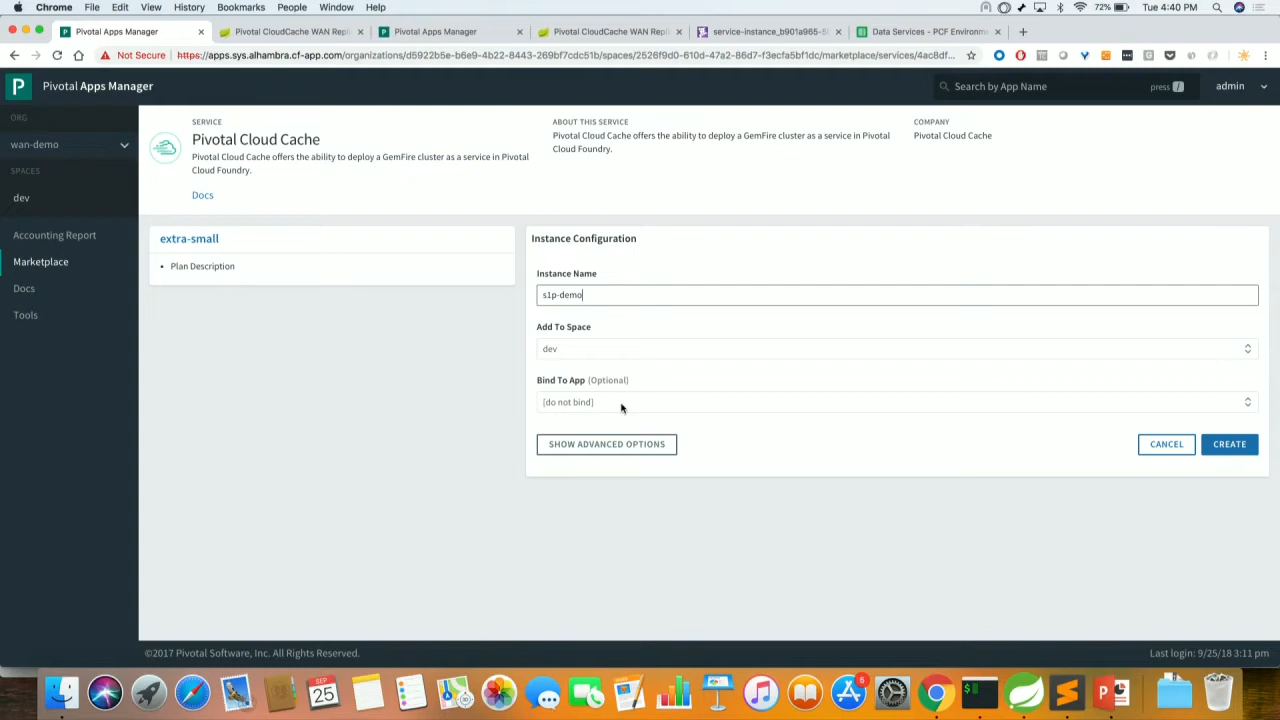 Chrome File Edit View History Bookmarks People Window Help
72% Tue 4:40 PM
Pivotal Apps Manager
Pivotal CloudCache WAN Repli
Pivotal Apps Manager
Pivotal CloudCache WAN Repli
service-instance_b901a965-5
Data Services - PCF Environme
Not Secure https://apps.sys.alhambra.cf-app.com/organizations/d5922b5e-b6e9-4b22-8443-269bf7cdc51b/spaces/2526f9d0-610d-47a2-86d7-f3ecfa5bf1dc/marketplace/services/4ac8df...
P Pivotal Apps Manager
Search by App Name press /
admin
ORG
wan-demo
SPACES
dev
Accounting Report
Marketplace
Docs
Tools
SERVICE
Pivotal Cloud Cache
Pivotal Cloud Cache offers the ability to deploy a GemFire cluster as a service in Pivotal
Cloud Foundry.
Docs
ABOUT THIS SERVICE
Pivotal Cloud Cache offers the ability to deploy a GemFire cluster as a service in Pivotal
Cloud Foundry.
COMPANY
Pivotal Cloud Cache
extra-small
• Plan Description
Instance Configuration
Instance Name
s1p-demo
Add To Space
dev
Bind To App (Optional)
[do not bind]
SHOW ADVANCED OPTIONS
CANCEL
CREATE
©2017 Pivotal Software, Inc. All Rights Reserved.
Last login: 9/25/18 3:11 pm
SEP
25
6